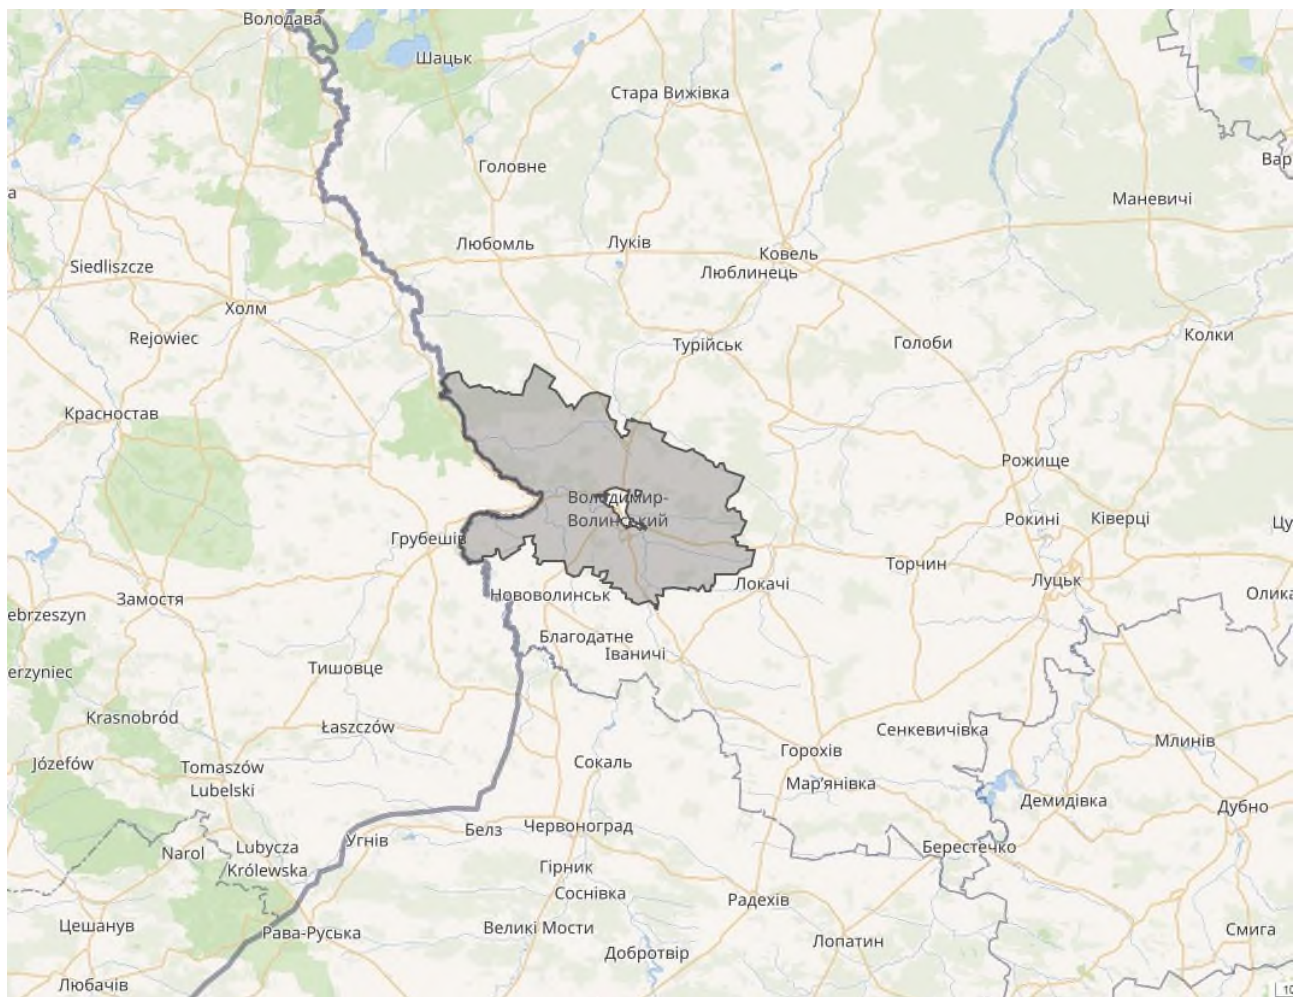 Володава
Шацьк
Стара Вижівка
Вар
Головне
а
Маневичі
Любомль
Луків
Ковель
Люблинець
Siedliszcze
Холм
Rejowiec
Турійськ
Голоби
Колки
Красностав
Рожище
Володимир-
Волинський
Рокині
Ківерці
Цу
Грубешів
Торчин
Луцьк
Локачі
Нововолинськ
Замостя
Олика
ebrzeszyn
Благодатне
Іваничі
erzyniec
Тишовце
Krasnobród
Łaszczów
Сенкевичівка
Горохів
Млинів
Józefów
Tomaszów
Lubelski
Сокаль
Мар’янівка
Демидівка
Дубно
Угнів
Белз
Червоноград
Narol
Lubycza
Królewska
Берестечко
Гірник
Соснівка
Радехів
Цешанув
Рава-Руська
Великі Мости
Лопатин
Смига
Добротвір
Любачів
10